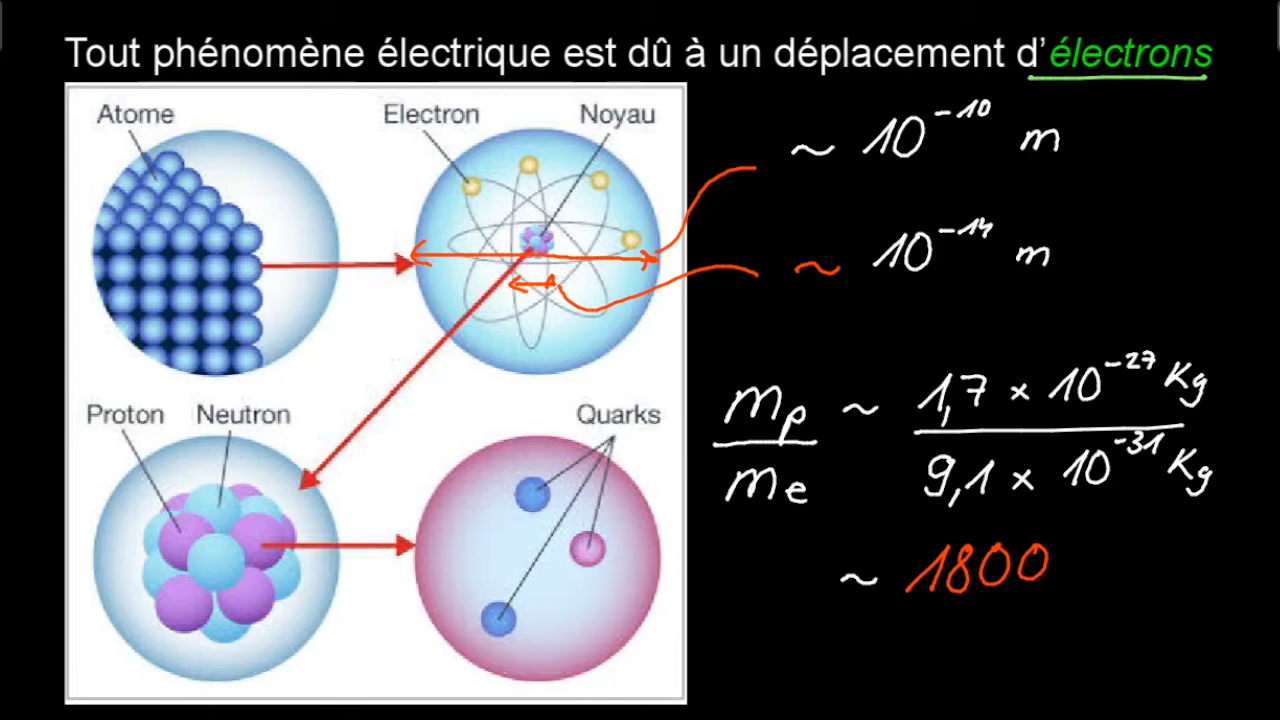 Tout phénomène électrique est dû à un déplacement d'électrons
Atome
Electron
Noyau
~ 10⁻¹⁰ m
~ 10⁻¹⁴ m
Proton
Neutron
Quarks
mp ~ 1,7 × 10⁻²⁷ Kg
me 9,1 × 10⁻³¹ Kg
~ 1800